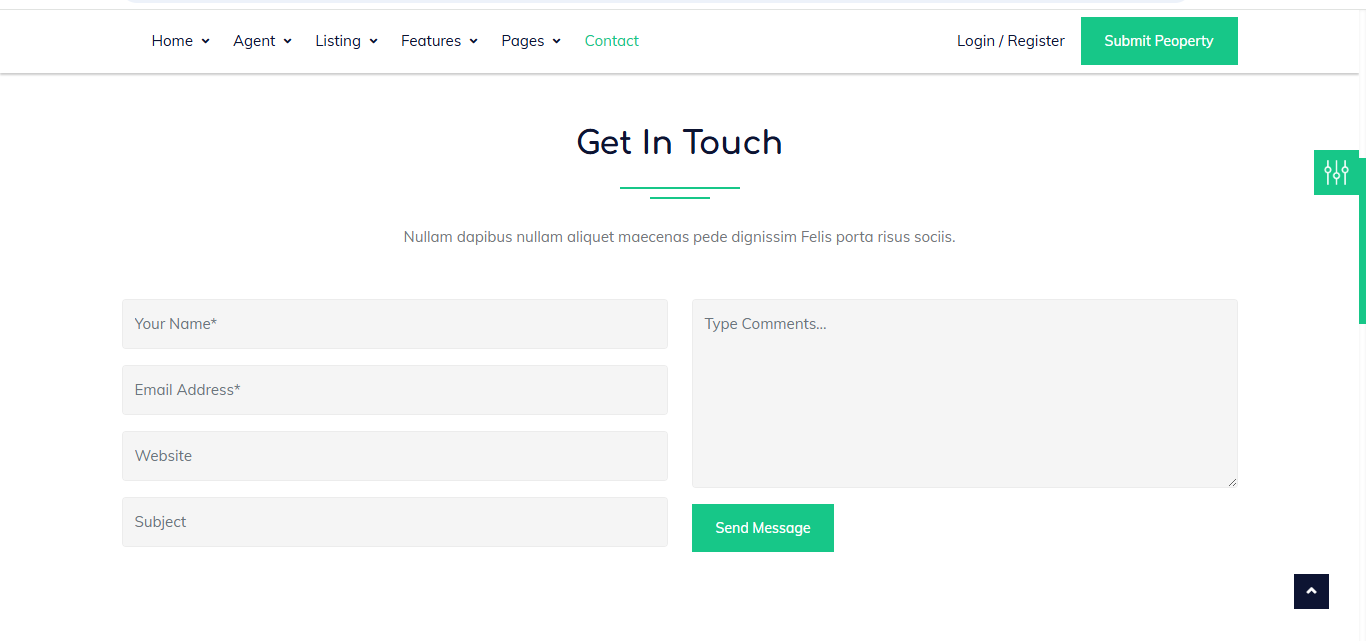 Home Agent Listing Features Pages Contact Login / Register Submit Peoperty
Get In Touch
Nullam dapibus nullam aliquet maecenas pede dignissim Felis porta risus sociis.
Your Name*
Email Address*
Website
Subject
Type Comments...
Send Message